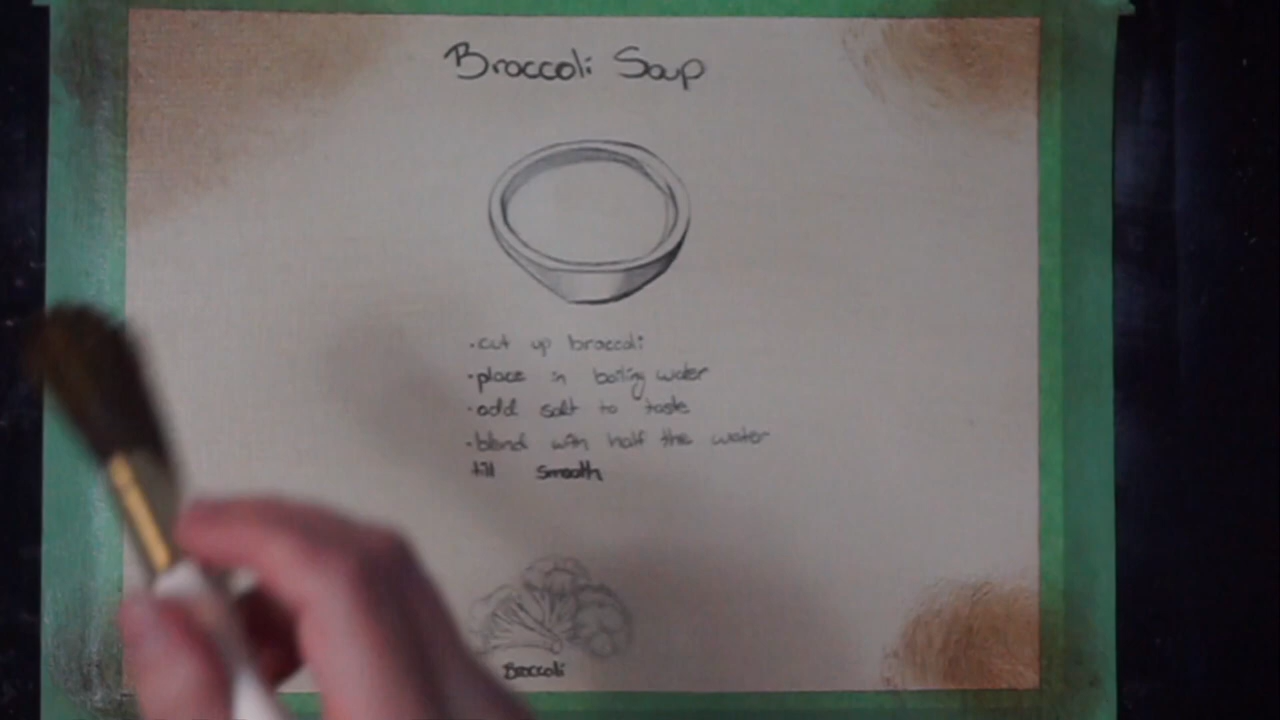 Broccoli Soup
·cut up broccoli
·place in boiling water
·add salt to taste
·blend with half the water
till smooth
Broccoli